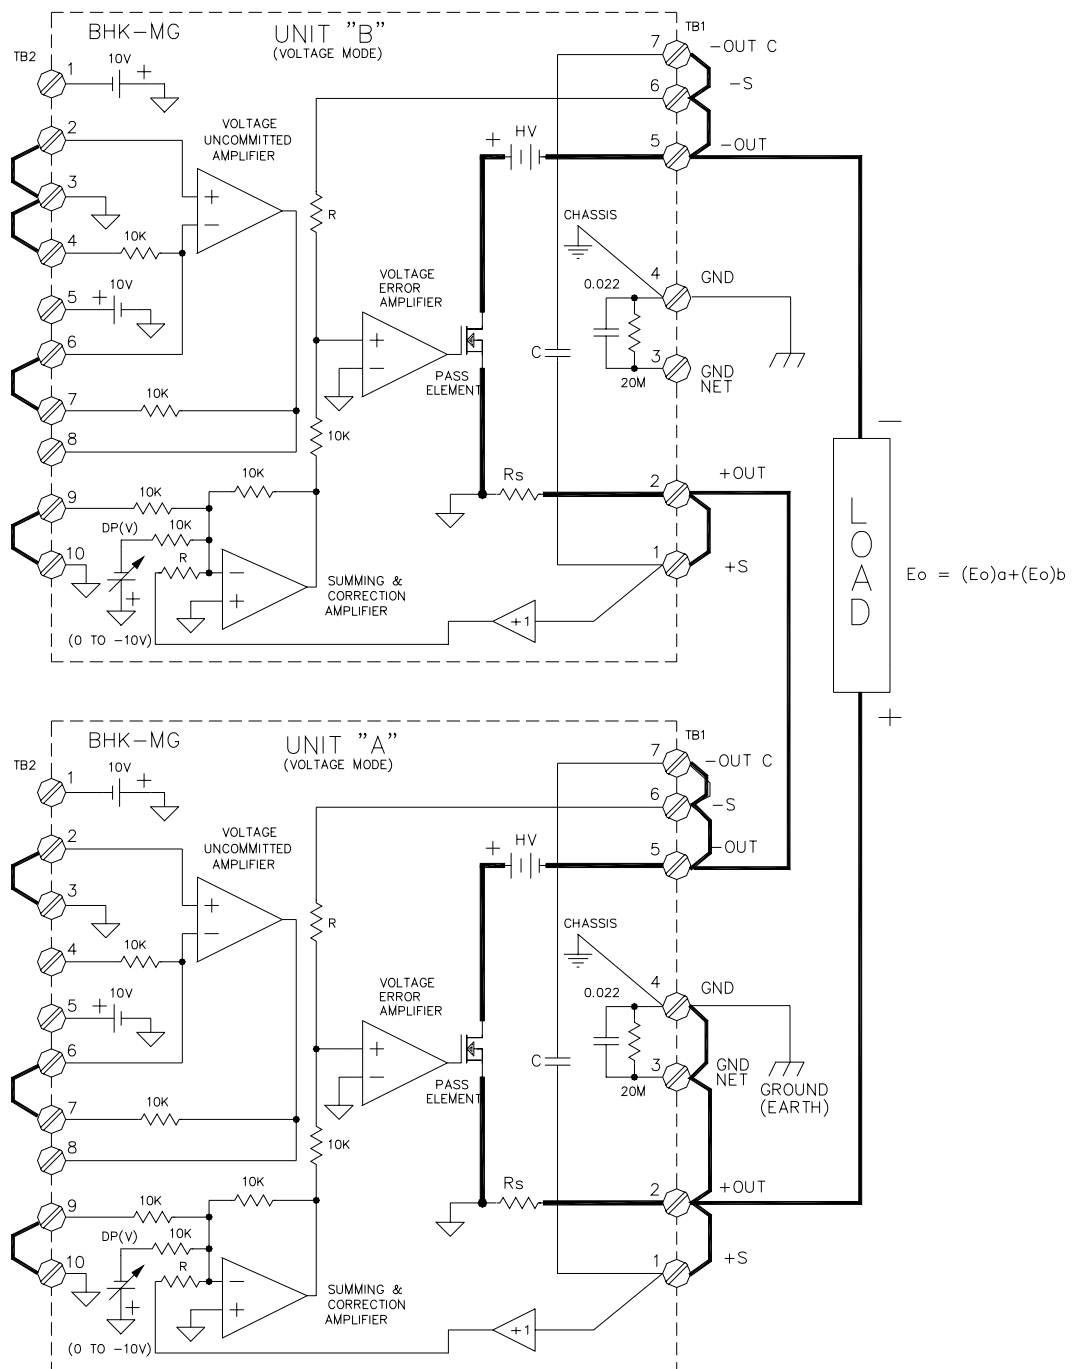 BHK-MG
UNIT "B"
(VOLTAGE MODE)
TB1
TB2
7
-OUT C
10V
+
1
6
-S
2
VOLTAGE
UNCOMMITTED
AMPLIFIER
+
HV
5
-OUT
3
+
-
R
CHASSIS
4
10K
VOLTAGE
ERROR
AMPLIFIER
4
GND
0.022
5
+
10V
+
-
C
3
GND
NET
20M
6
PASS
ELEMENT
7
10K
10K
8
-
10K
Rs
2
+OUT
9
10K
DP(V)
10K
R
10
-
+
+
SUMMING &
CORRECTION
AMPLIFIER
1
+S
+1
(0 TO -10V)
LOAD
Eo = (Eo)a+(Eo)b
+
BHK-MG
UNIT "A"
(VOLTAGE MODE)
TB1
TB2
7
-OUT C
10V
+
1
6
-S
2
VOLTAGE
UNCOMMITTED
AMPLIFIER
+
HV
5
-OUT
3
+
-
R
CHASSIS
4
10K
VOLTAGE
ERROR
AMPLIFIER
4
GND
0.022
5
+
10V
+
-
C
3
GND
NET
20M
GROUND
(EARTH)
6
PASS
ELEMENT
7
10K
10K
8
10K
Rs
2
+OUT
9
10K
DP(V)
10K
R
10
-
+
+
SUMMING &
CORRECTION
AMPLIFIER
1
+S
+1
(0 TO -10V)